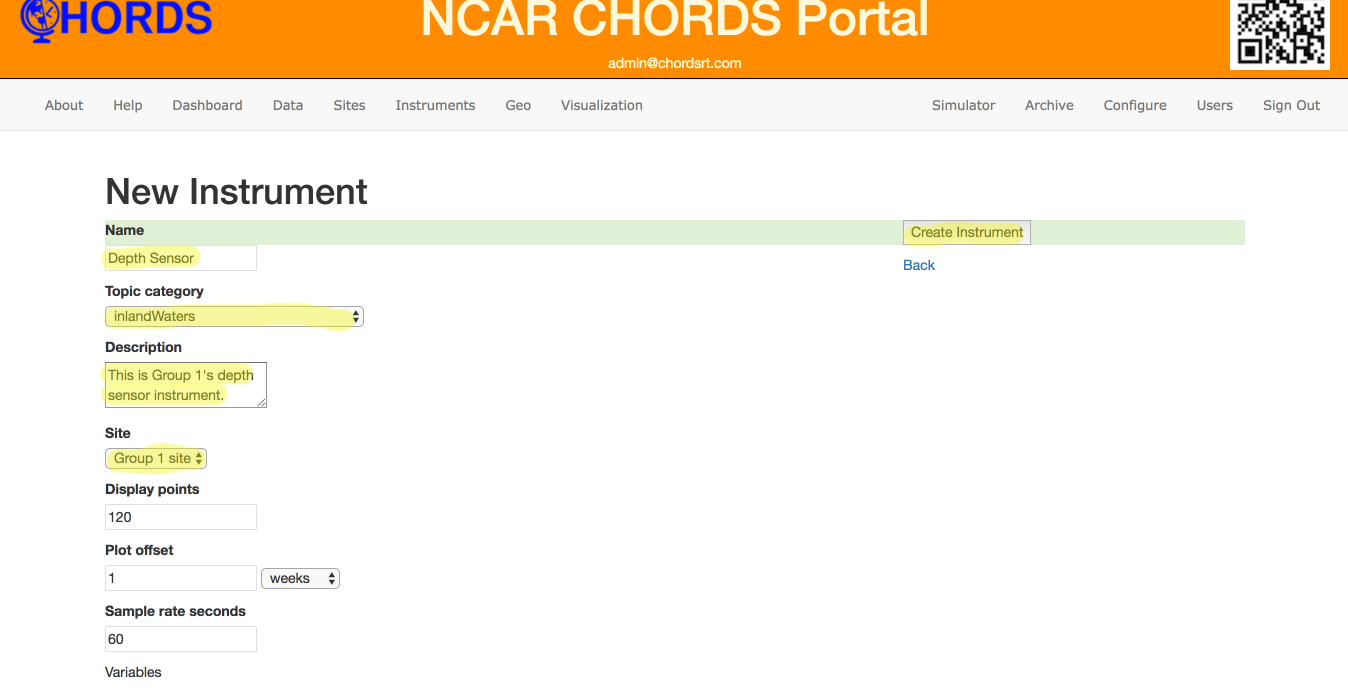 CHORDS
NCAR CHORDS Portal
admin@chordsrt.com
About Help Dashboard Data Sites Instruments Geo Visualization Simulator Archive Configure Users Sign Out
New Instrument
Name
Create Instrument
Depth Sensor
Back
Topic category
inlandWaters
Description
This is Group 1's depth
sensor instrument.
Site
Group 1 site
Display points
120
Plot offset
1 weeks
Sample rate seconds
60
Variables